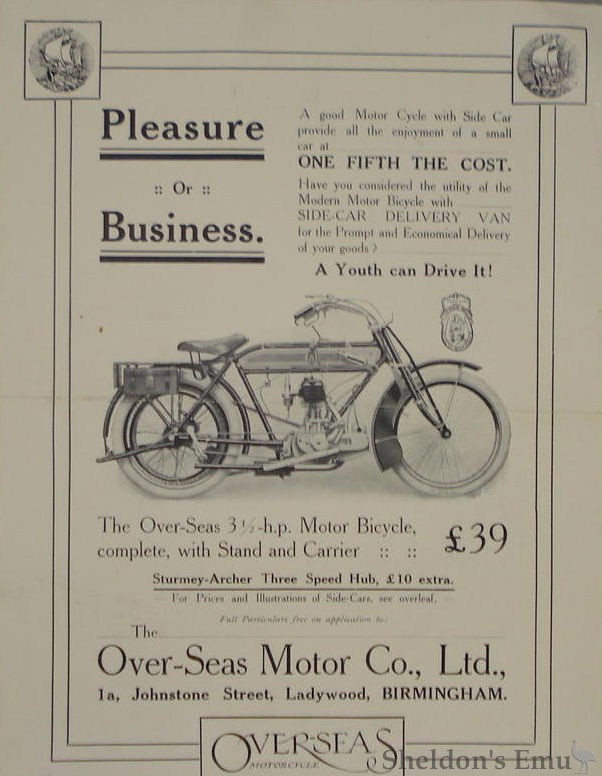 Pleasure
:: Or ::
Business.
A good Motor Cycle with Side Car
provide all the enjoyment of a small
car at
ONE FIFTH THE COST.
Have you considered the utility of the
Modern Motor Bicycle with
SIDE-CAR DELIVERY VAN
for the Prompt and Economical Delivery
of your goods?
A Youth can Drive It!
The Over-Seas 3½-h.p. Motor Bicycle,
complete, with Stand and Carrier :: ::
£39
Sturmey-Archer Three Speed Hub, £10 extra.
For Prices and Illustrations of Side-Cars, see overleaf.
Full Particulars free on application to:
The
Over-Seas Motor Co., Ltd.,
1a, Johnstone Street, Ladywood, BIRMINGHAM.
OVER-SEAS
MOTORCYCLE
Sheldon's Emu